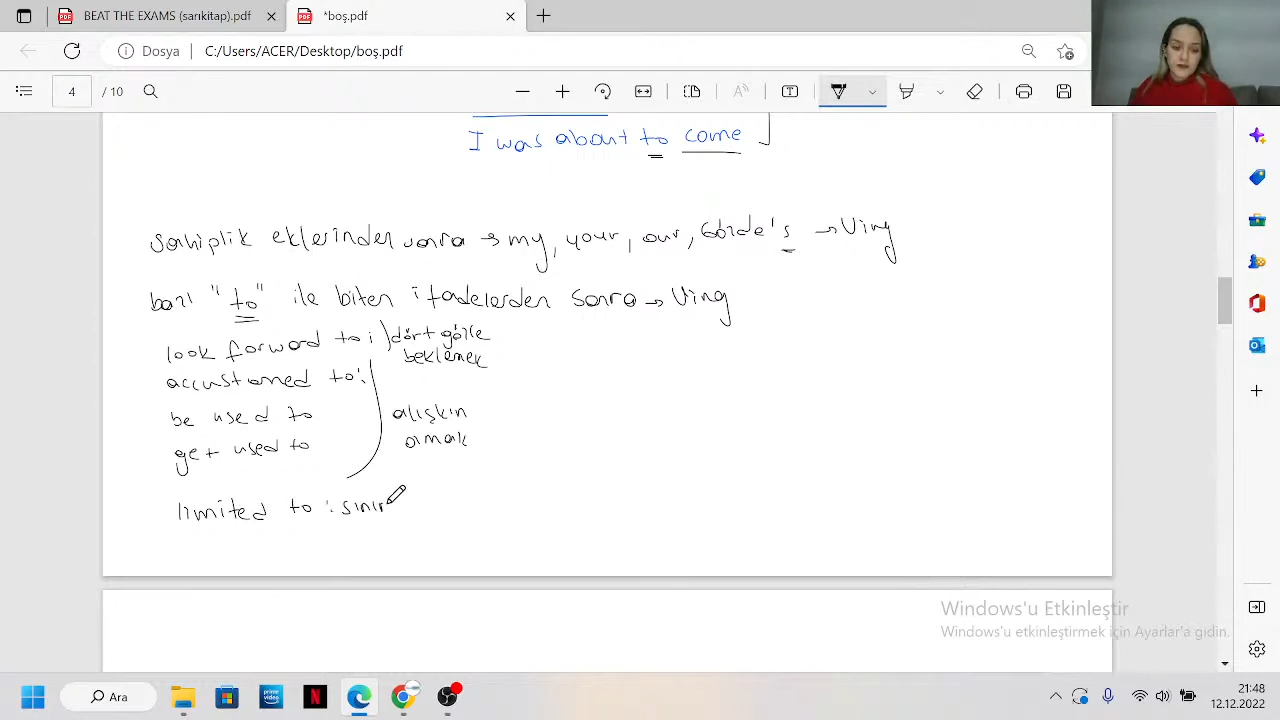 BEAT THE EXAMS (sarıkitap).pdf
*boş.pdf
Dosya
C:/Users/ACER/Desktop/boş.pdf
4 / 10
I was about to come
sahiplik eklerinden sonra → my, your, our, Gözde's → Ving
bazı "to" ile biten ifadelerden sonra → Ving
look forward to : dört gözle
beklemek
accustomed to :
be used to
alışkın
olmak
get used to
limited to : sınır
Windows'u Etkinleştir
Windows'u etkinleştirmek için Ayarlar'a gidin.
Ara
prime video
N
21:48
12.12.2022